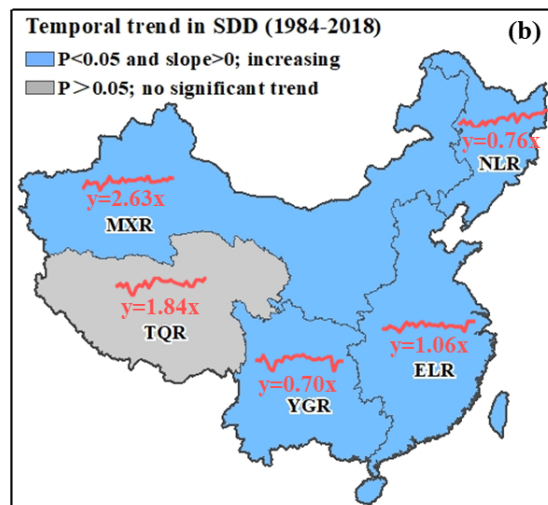 Temporal trend in SDD (1984-2018)
(b)
P<0.05 and slope>0; increasing
P＞0.05; no significant trend
y=0.76x
NLR
y=2.63x
MXR
y=1.84x
TQR
y=1.06x
ELR
y=0.70x
YGR